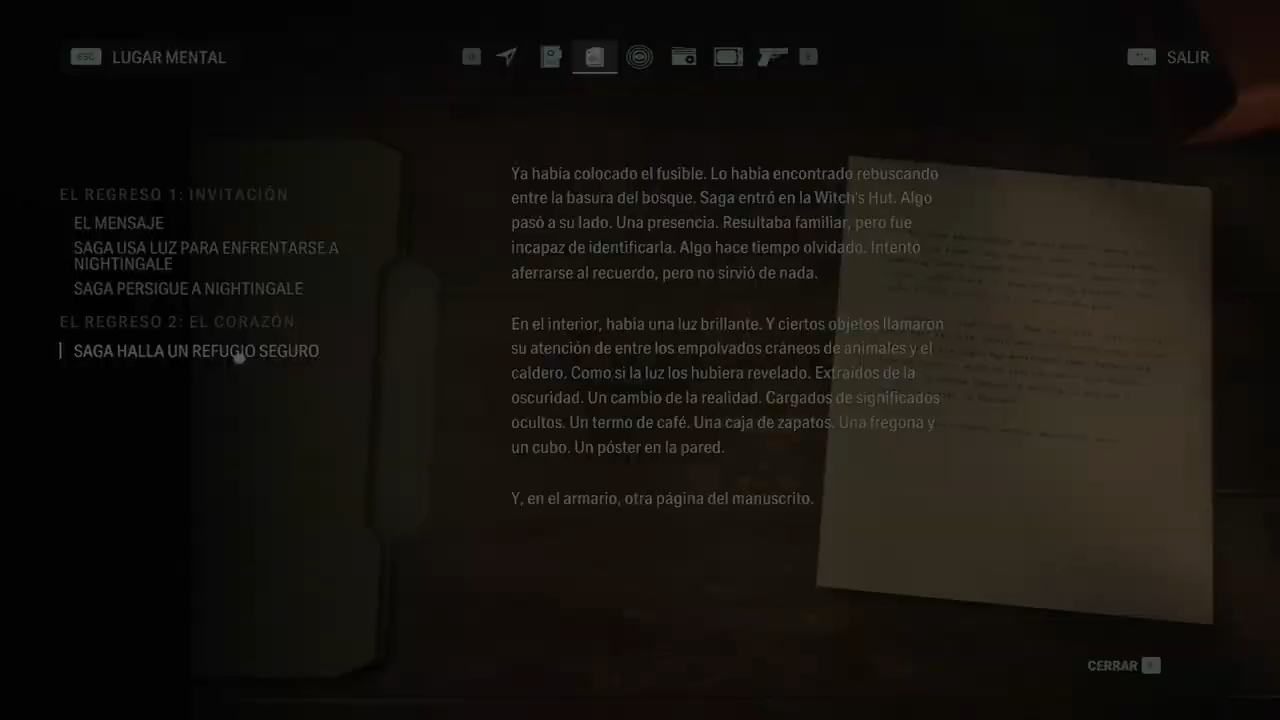 ESC LUGAR MENTAL
SALIR
EL REGRESO 1: INVITACIÓN
EL MENSAJE
SAGA USA LUZ PARA ENFRENTARSE A
NIGHTINGALE
SAGA PERSIGUE A NIGHTINGALE
EL REGRESO 2: EL CORAZÓN
SAGA HALLA UN REFUGIO SEGURO
Ya había colocado el fusible. Lo había encontrado rebuscando
entre la basura del bosque. Saga entró en la Witch's Hut. Algo
pasó a su lado. Una presencia. Resultaba familiar, pero fue
incapaz de identificarla. Algo hace tiempo olvidado. Intentó
aferrarse al recuerdo, pero no sirvió de nada.
En el interior, había una luz brillante. Y ciertos objetos llamaron
su atención de entre los empolvados cráneos de animales y el
caldero. Como si la luz los hubiera revelado. Extraídos de la
oscuridad. Un cambio de la realidad. Cargados de significados
ocultos. Un termo de café. Una caja de zapatos. Una fregona y
un cubo. Un póster en la pared.
Y, en el armario, otra página del manuscrito.
CERRAR